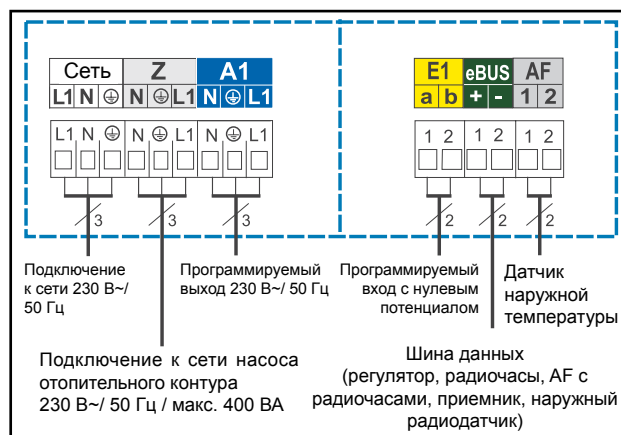 Сеть Z A1
L1 N ⏚ N ⏚ L1 N ⏚ L1
L1 N ⏚ N ⏚ L1 N ⏚ L1
3 3 3
E1 eBUS AF
a b + - 1 2
1 2 1 2 1 2
2 2 2
Подключение
к сети 230 В~/
50 Гц
Программируемый
выход 230 В~/ 50 Гц
Программируемый
вход с нулевым
потенциалом
Датчик
наружной
температуры
Подключение к сети насоса
отопительного контура
230 В~/ 50 Гц / макс. 400 ВА
Шина данных
(регулятор, радиочасы, AF с
радиочасами, приемник, наружный
радиодатчик)